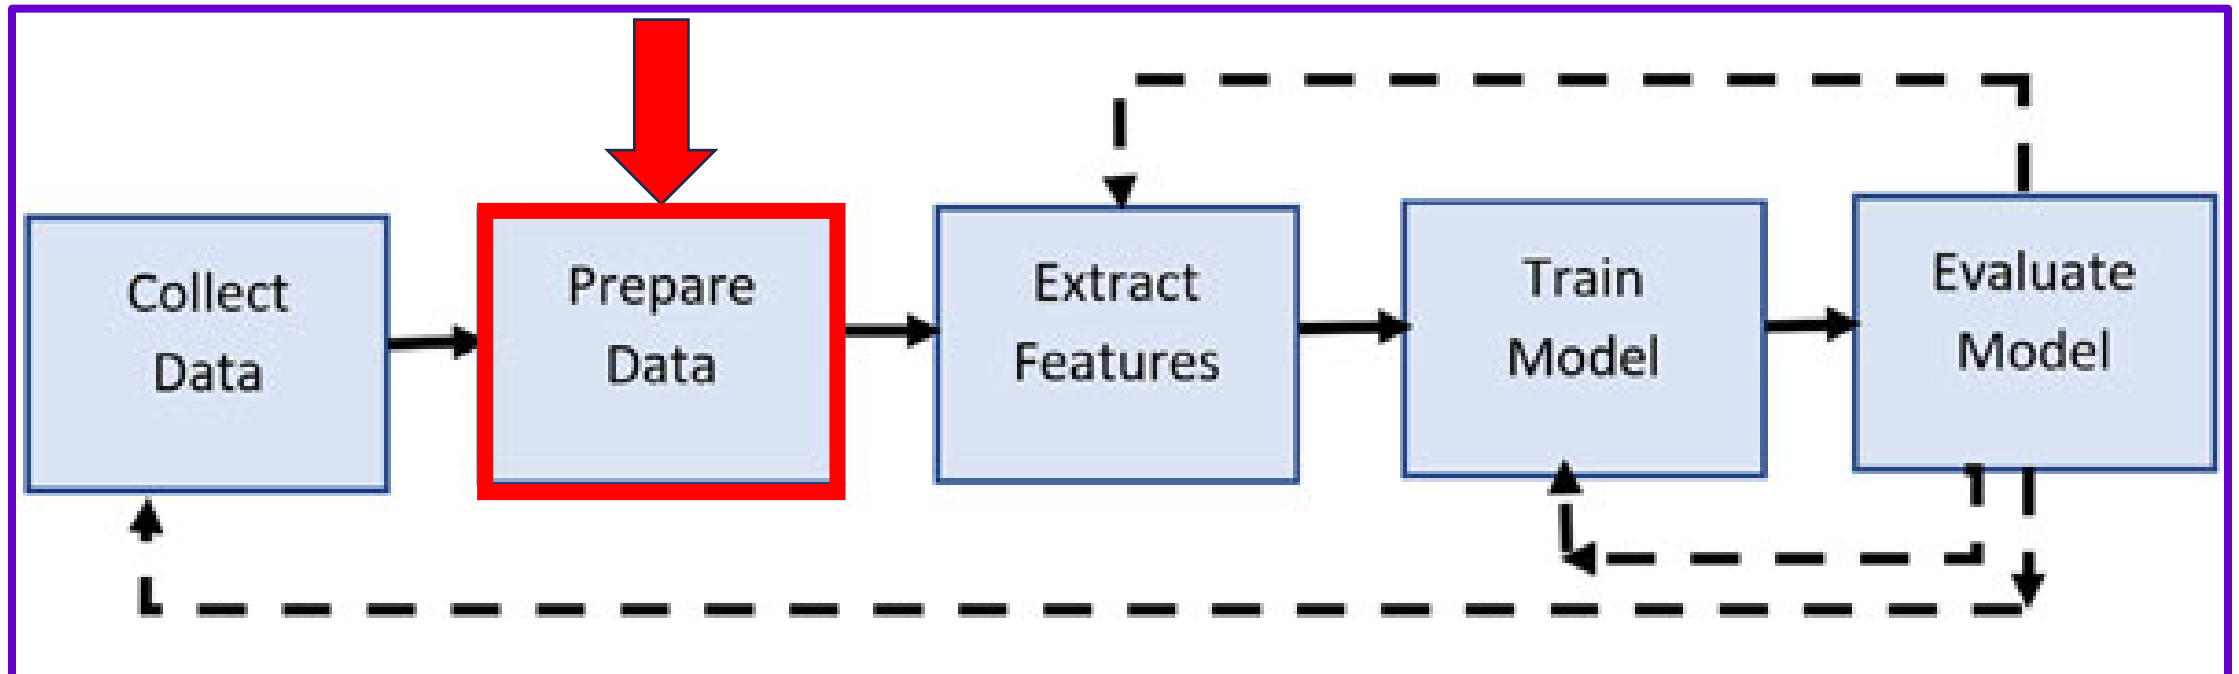 Collect
Data
Prepare
Data
Extract
Features
Train
Model
Evaluate
Model